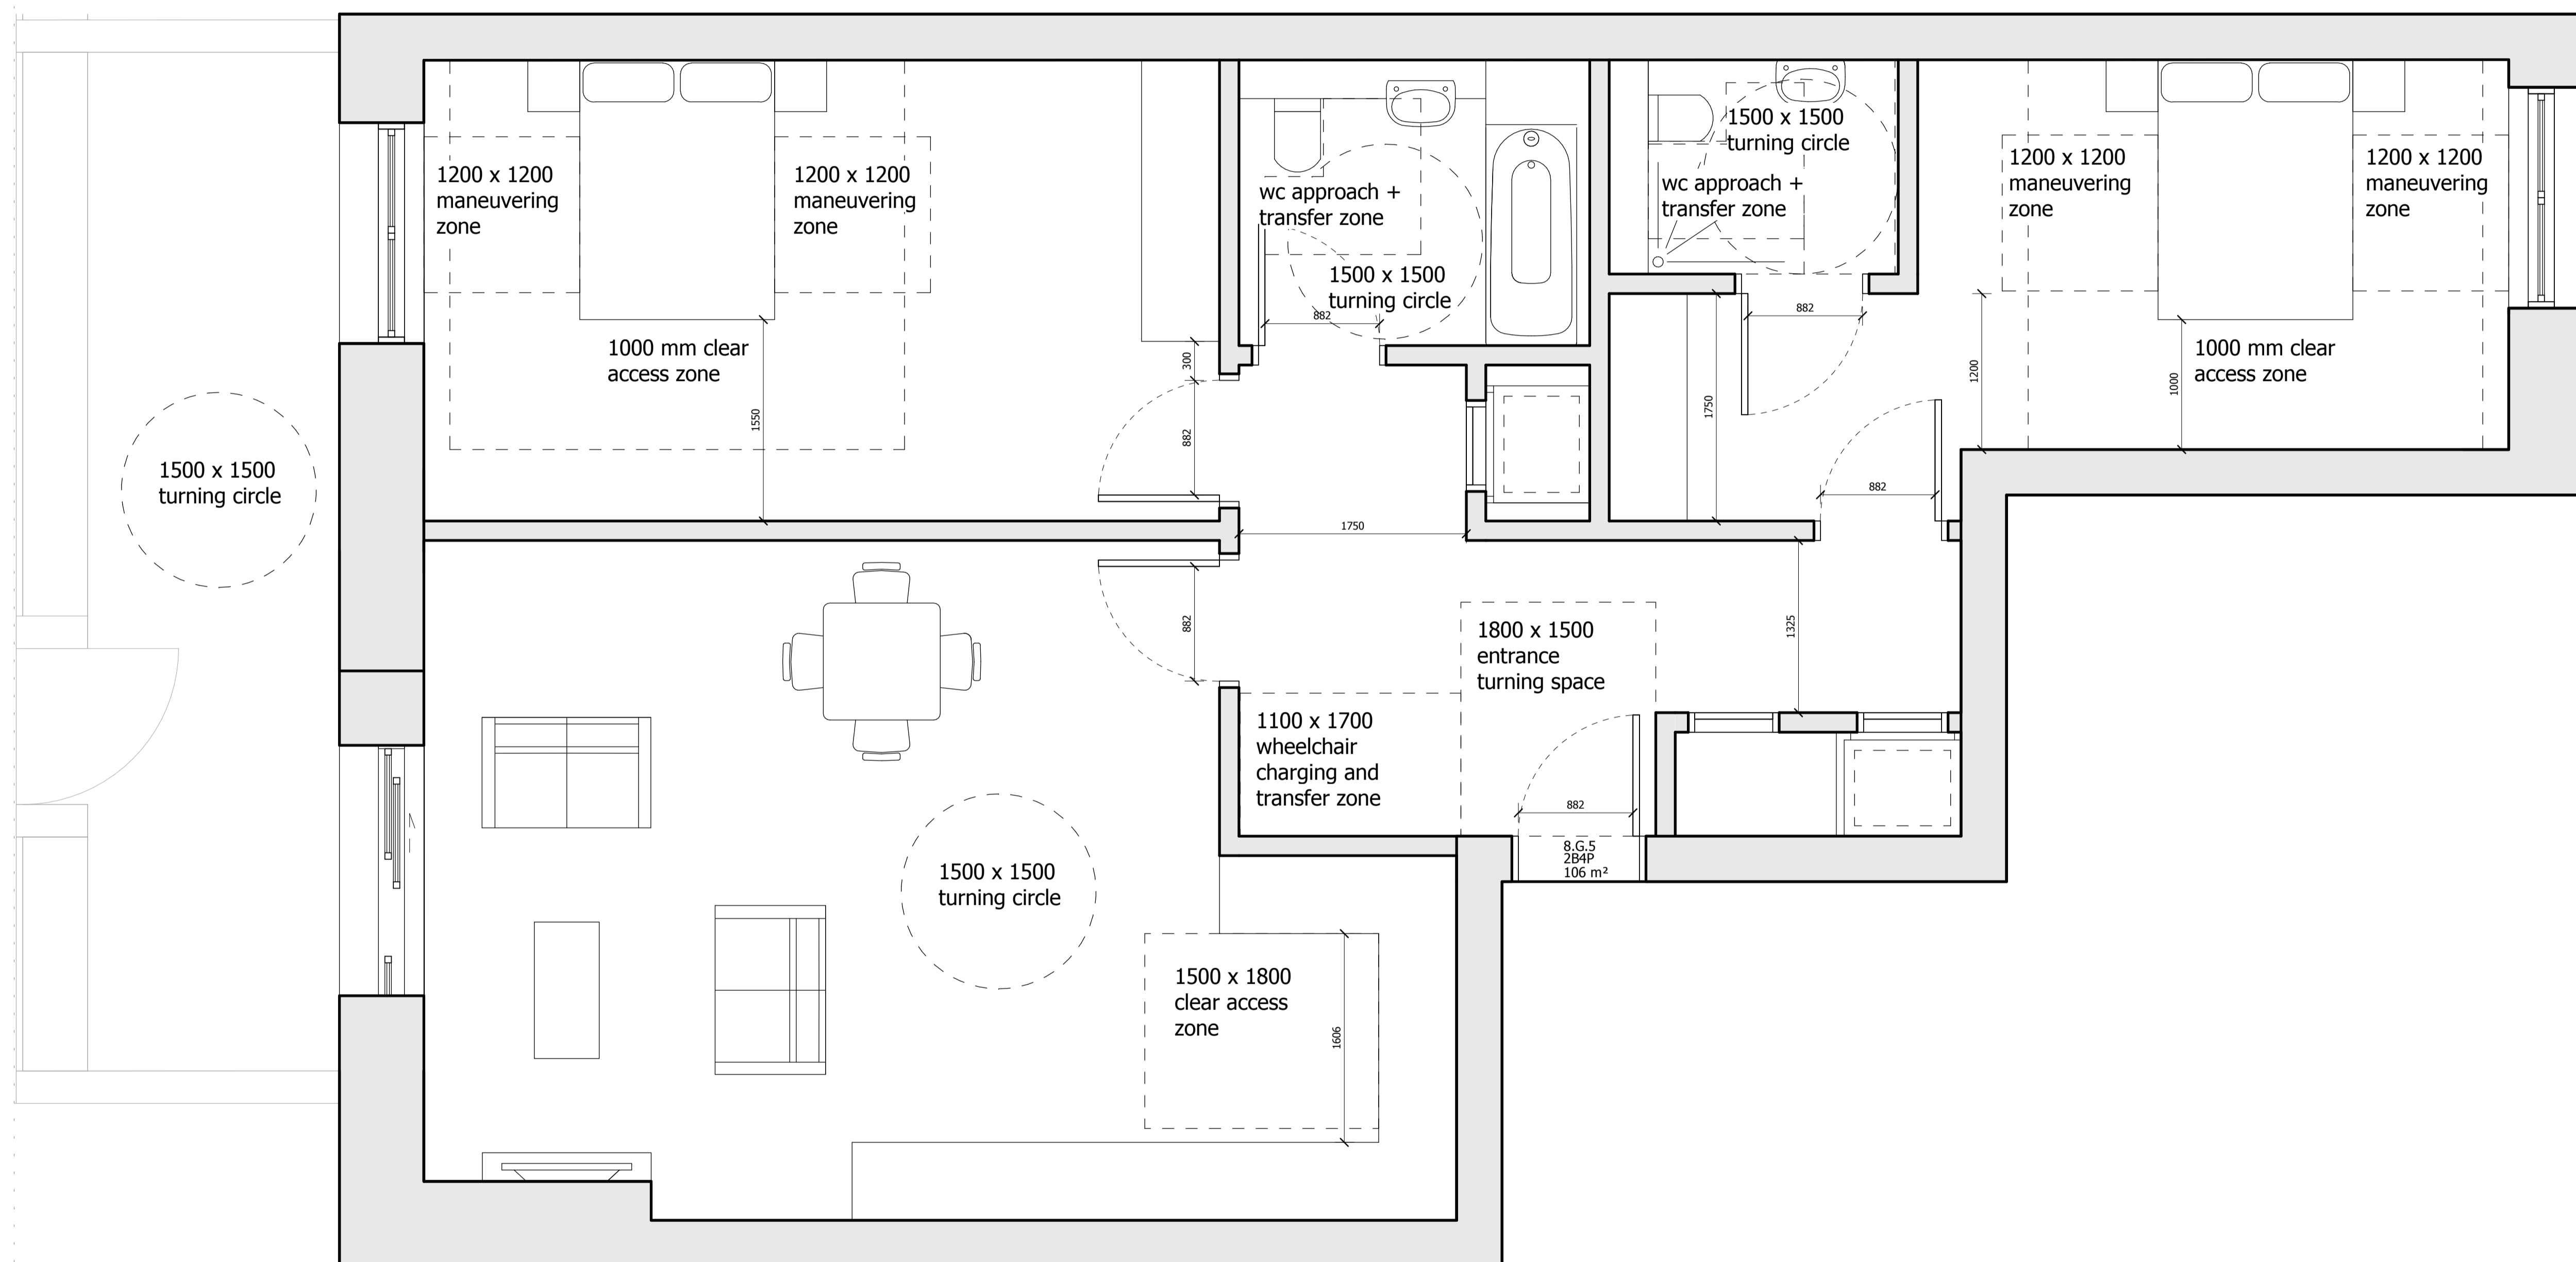 1200 x 1200
maneuvering
zone
1200 x 1200
maneuvering
zone
1000 mm clear
access zone
1550
300
882
wc approach +
transfer zone
1500 x 1500
turning circle
882
1500 x 1500
turning circle
wc approach +
transfer zone
882
1750
1200 x 1200
maneuvering
zone
1200 x 1200
maneuvering
zone
1200
1000 mm clear
access zone
1000
882
1500 x 1500
turning circle
1750
882
1800 x 1500
entrance
turning space
1325
1100 x 1700
wheelchair
charging and
transfer zone
882
8.G.5
2B4P
106 m²
1500 x 1500
turning circle
1500 x 1800
clear access
zone
1606